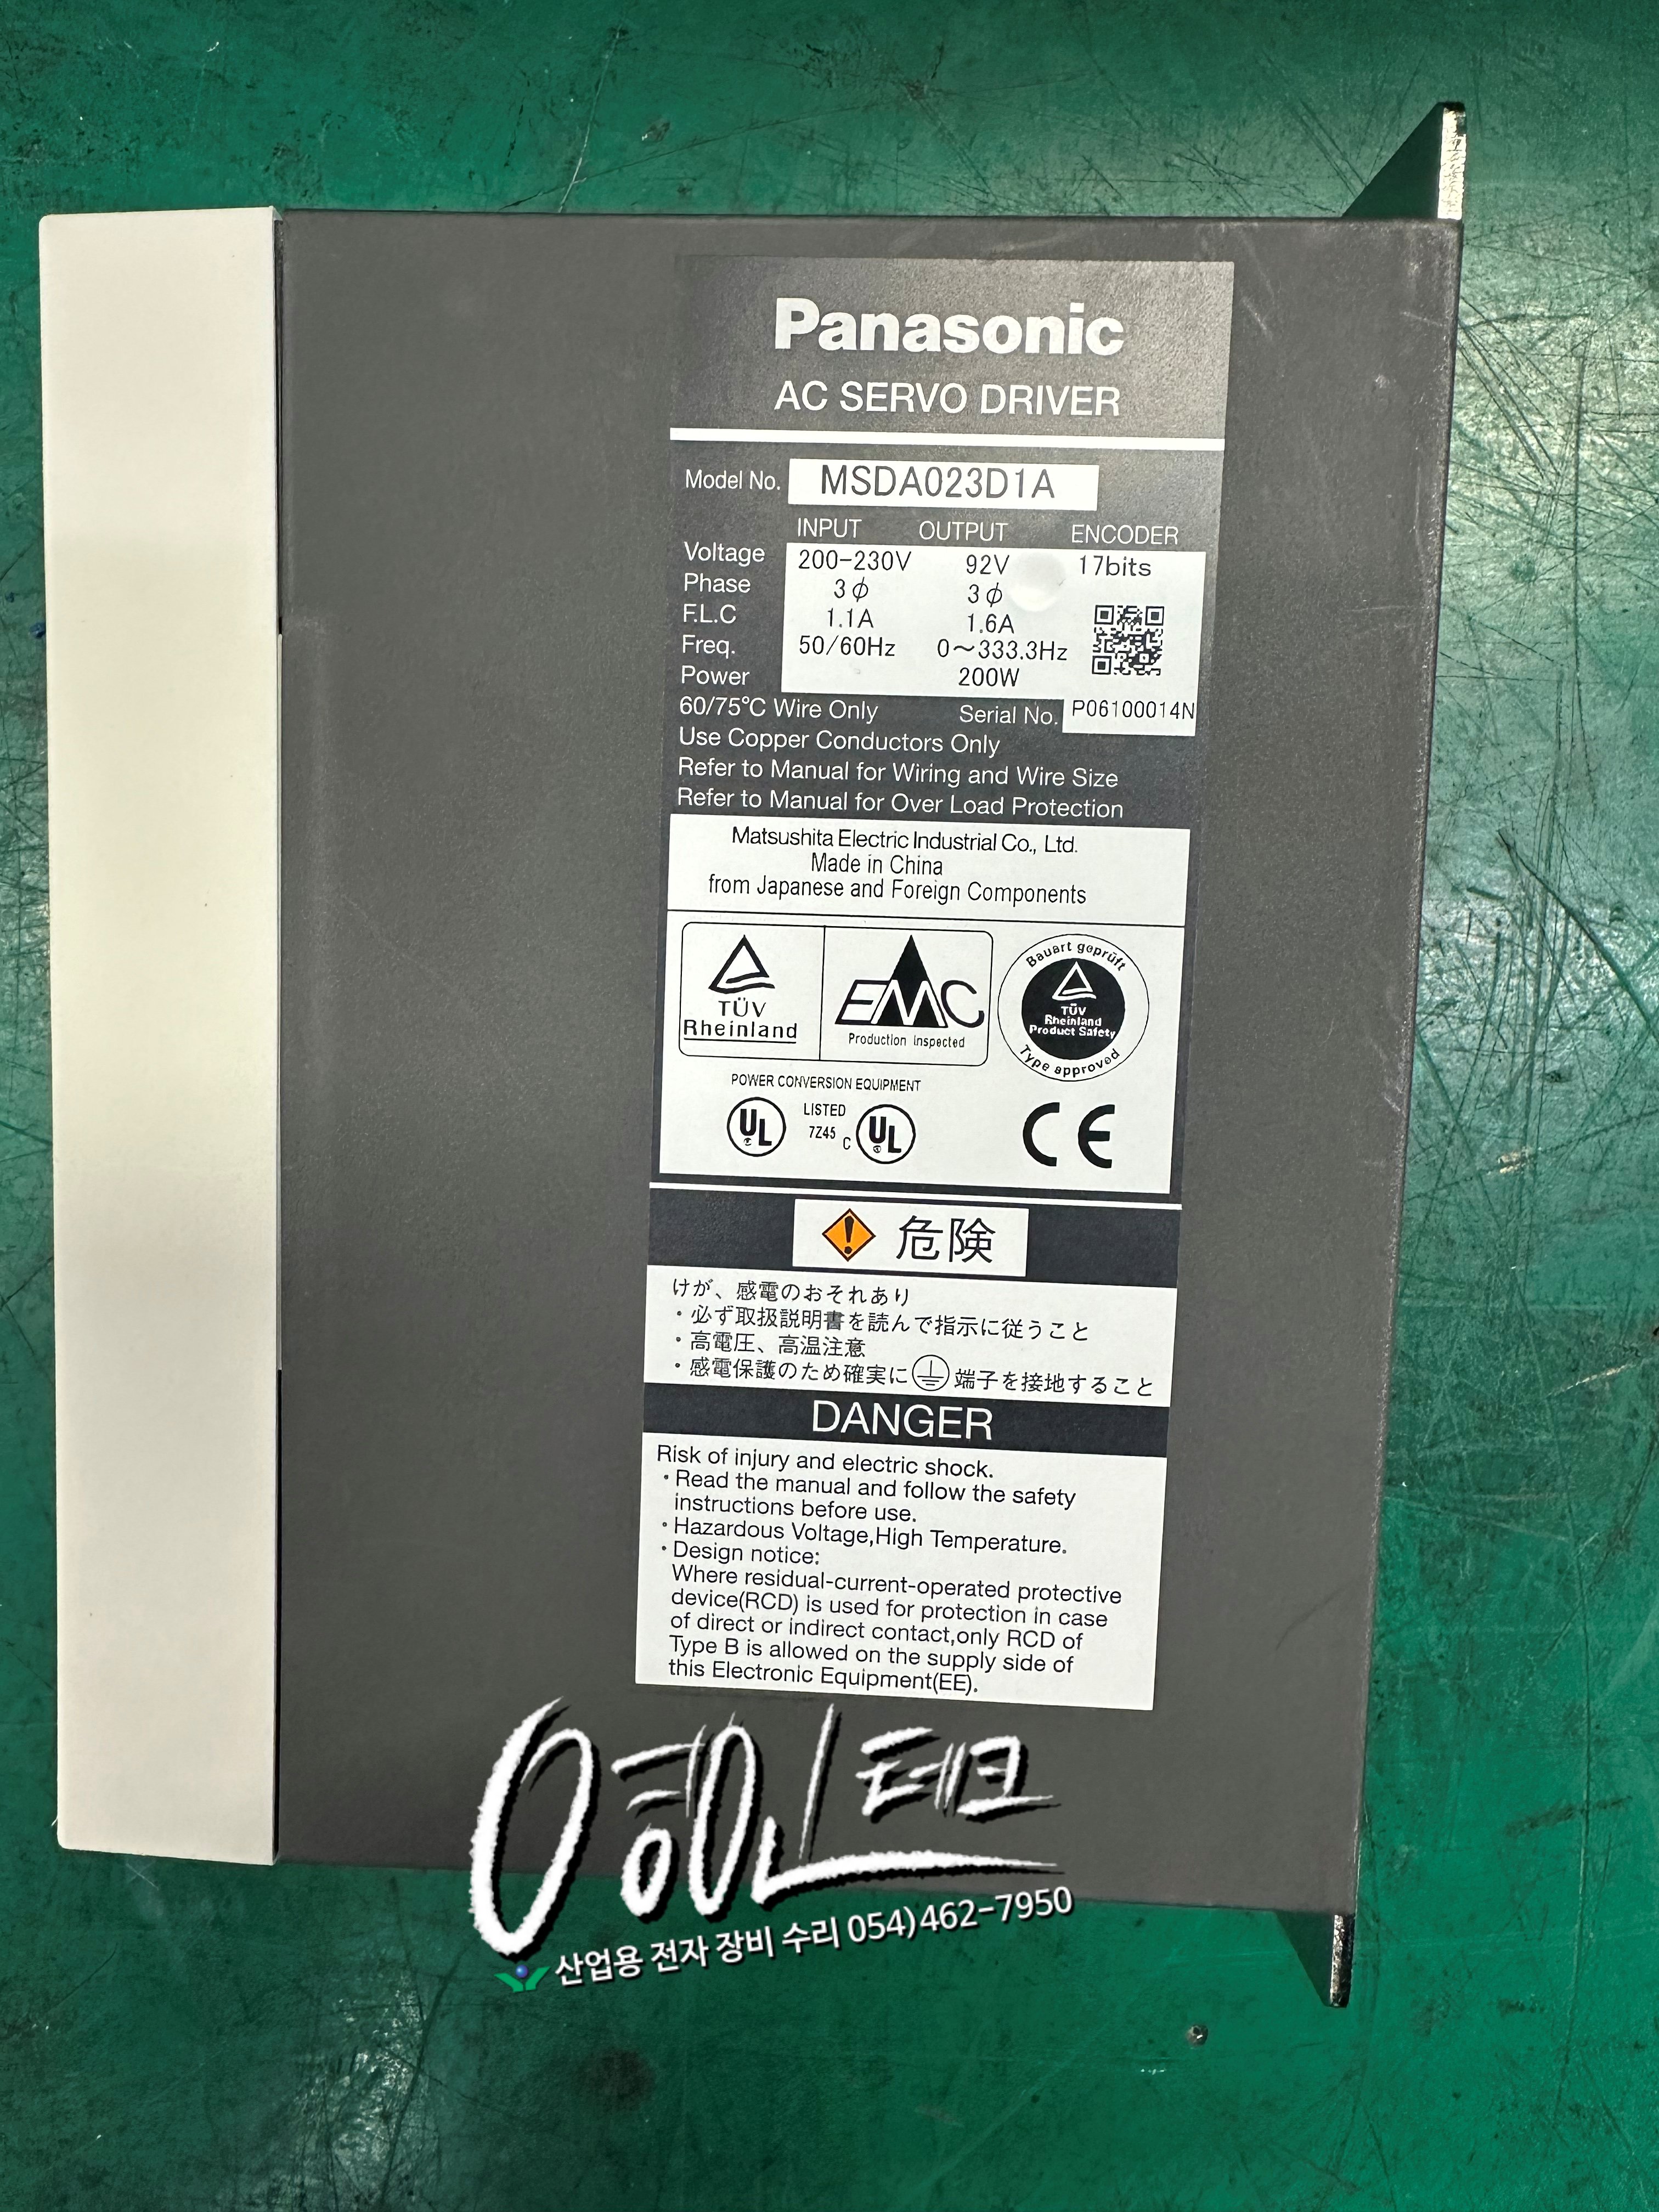 Panasonic
AC SERVO DRIVER
Model No. MSDA023D1A
INPUT OUTPUT ENCODER
Voltage 200-230V 92V 17bits
Phase 3φ 3φ
F.L.C 1.1A 1.6A
Freq. 50/60Hz 0～333.3Hz
Power 200W
60/75℃ Wire Only Serial No. P06100014N
Use Copper Conductors Only
Refer to Manual for Wiring and Wire Size
Refer to Manual for Over Load Protection
Matsushita Electric Industrial Co., Ltd.
Made in China
from Japanese and Foreign Components
TÜV
Rheinland
EMC
Production Inspected
Bauart geprüft
TÜV
Rheinland
Product Safety
Type approved
POWER CONVERSION EQUIPMENT
UL LISTED 7Z45 C UL
CE
危険
けが、感電のおそれあり
・必ず取扱説明書を読んで指示に従うこと
・高電圧、高温注意
・感電保護のため確実に端子を接地すること
DANGER
Risk of injury and electric shock.
・Read the manual and follow the safety
instructions before use.
・Hazardous Voltage,High Temperature.
・Design notice:
Where residual-current-operated protective
device(RCD) is used for protection in case
of direct or indirect contact,only RCD of
Type B is allowed on the supply side of
this Electronic Equipment(EE).
영인테크
산업용 전자 장비 수리 054)462-7950